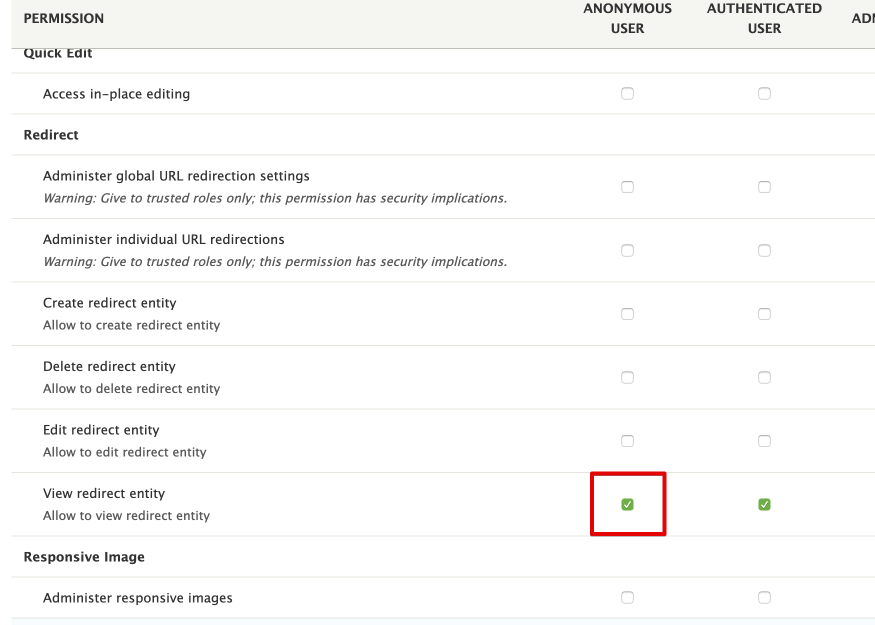 PERMISSION
ANONYMOUS USER
AUTHENTICATED USER
Quick Edit
Access in-place editing
Redirect
Administer global URL redirection settings
Warning: Give to trusted roles only; this permission has security implications.
Administer individual URL redirections
Warning: Give to trusted roles only; this permission has security implications.
Create redirect entity
Allow to create redirect entity
Delete redirect entity
Allow to delete redirect entity
Edit redirect entity
Allow to edit redirect entity
View redirect entity
Allow to view redirect entity
Responsive Image
Administer responsive images